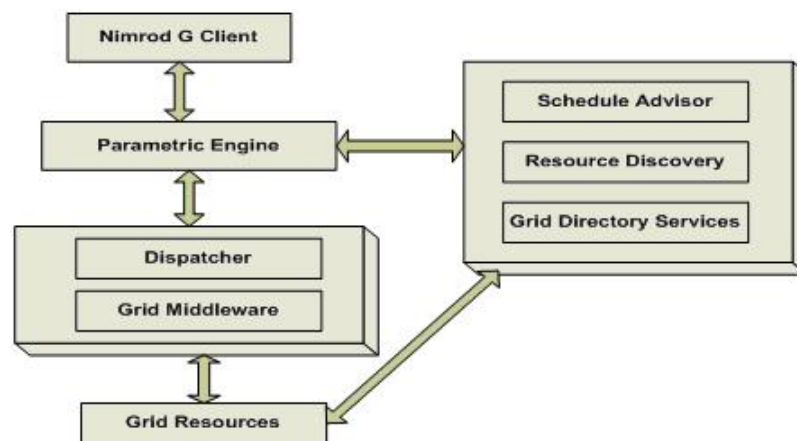 Nimrod G Client
Parametric Engine
Schedule Advisor
Resource Discovery
Grid Directory Services
Dispatcher
Grid Middleware
Grid Resources